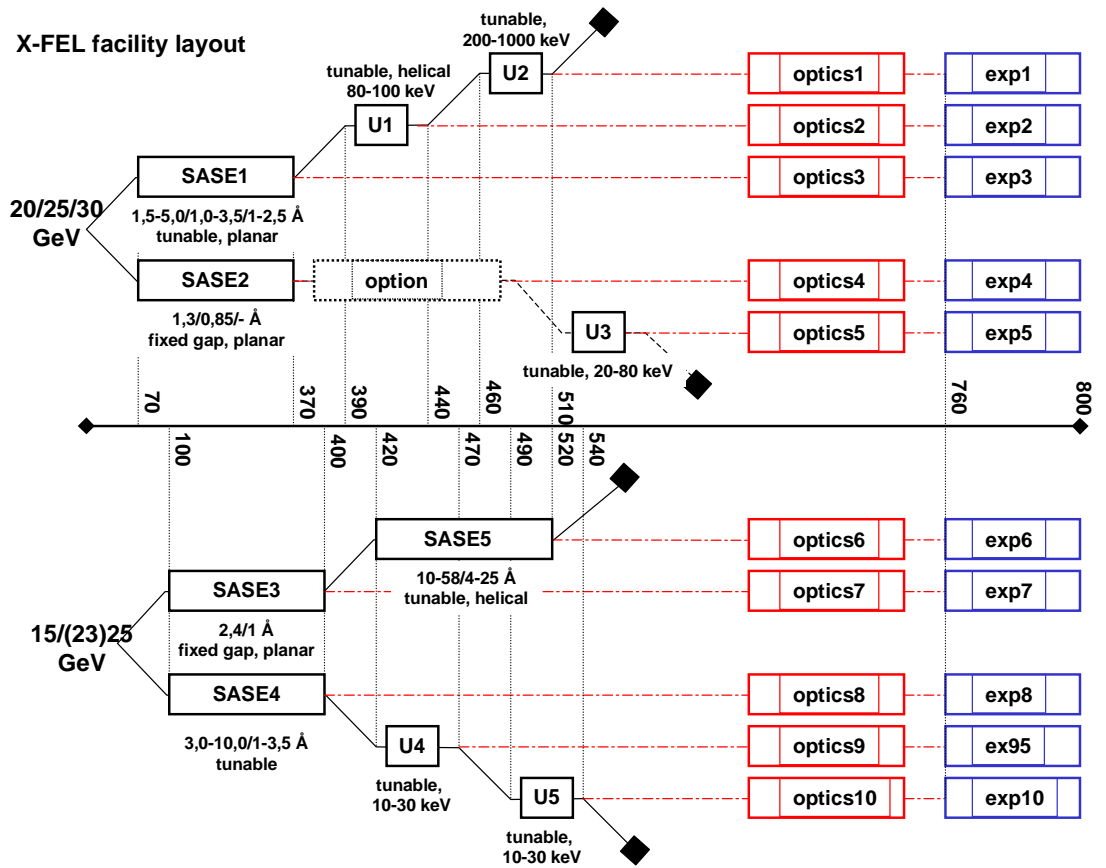 X-FEL facility layout
tunable,
200-1000 keV
U2
optics1
exp1
tunable, helical
80-100 keV
U1
optics2
exp2
SASE1
optics3
exp3
20/25/30
GeV
1,5-5,0/1,0-3,5/1-2,5 Å
tunable, planar
SASE2
option
optics4
exp4
1,3/0,85/- Å
fixed gap, planar
U3
optics5
exp5
tunable, 20-80 keV
70
370
390
440
460
510
760
800
100
400
420
470
490
520
540
SASE5
optics6
exp6
10-58/4-25 Å
tunable, helical
SASE3
optics7
exp7
15/(23)25
GeV
2,4/1 Å
fixed gap, planar
SASE4
optics8
exp8
3,0-10,0/1-3,5 Å
tunable
U4
optics9
ex95
tunable,
10-30 keV
U5
optics10
exp10
tunable,
10-30 keV